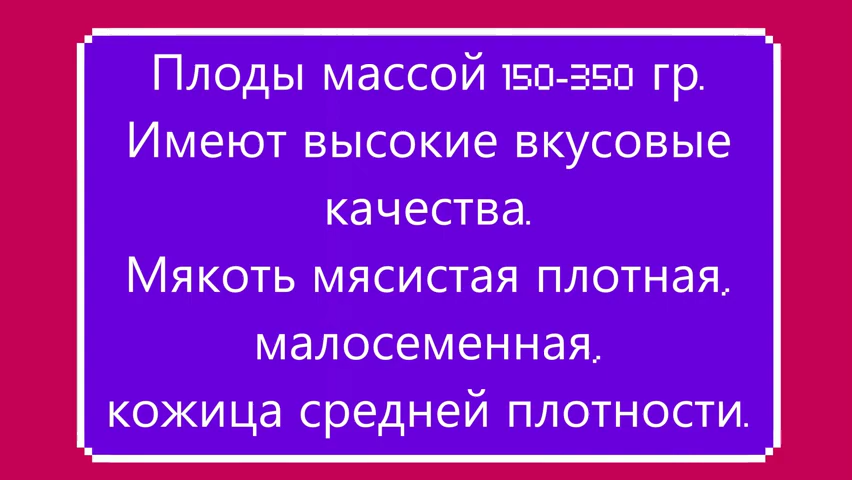 Плоды массой 150-350 гр.
Имеют высокие вкусовые
качества.
Мякоть мясистая плотная,
малосеменная,
кожица средней плотности.